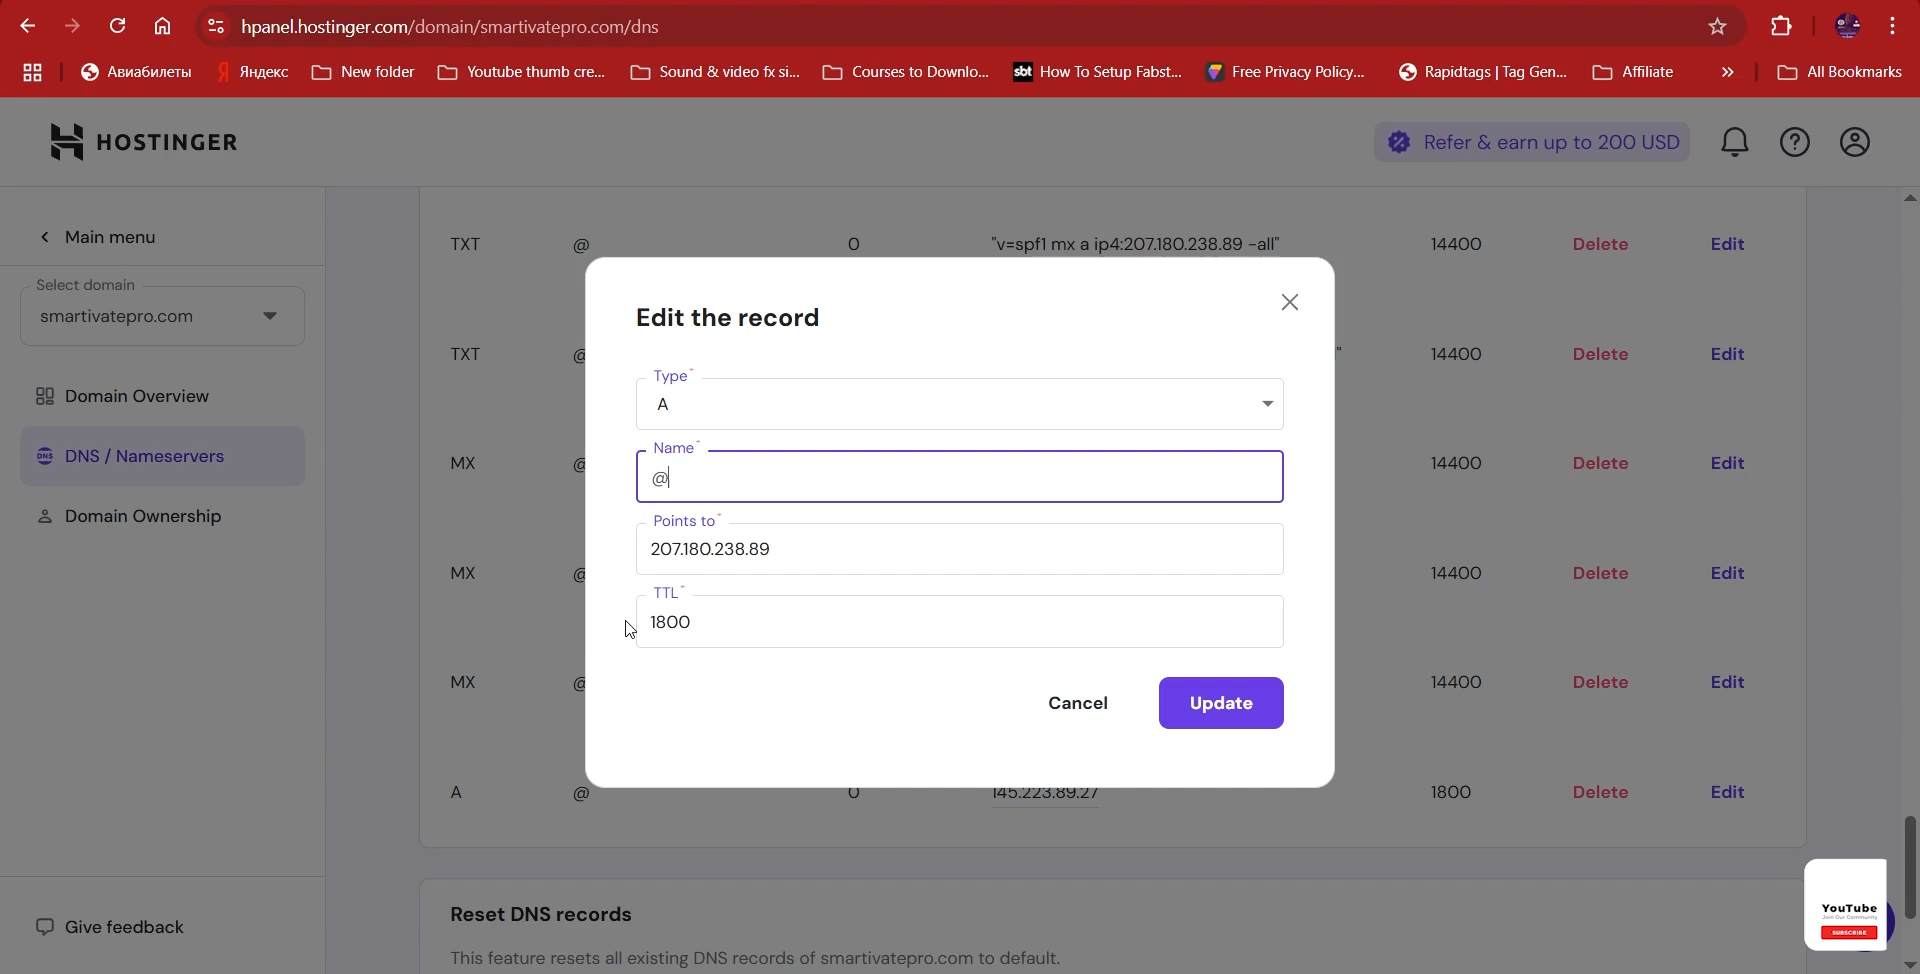 hpanel.hostinger.com/domain/smartivatepro.com/dns
Авиабилеты
Я Яндекс
New folder
Youtube thumb cre...
Sound & video fx si...
Courses to Downlo...
sbt How To Setup Fabst...
Free Privacy Policy...
Rapidtags | Tag Gen...
Affiliate
»
All Bookmarks
HOSTINGER
Refer & earn up to 200 USD
Main menu
Select domain
smartivatepro.com
Domain Overview
DNS DNS / Nameservers
Domain Ownership
Give feedback
TXT @ 0 "v=spf1 mx a ip4:207.180.238.89 -all" 14400 Delete Edit
TXT @ " 14400 Delete Edit
MX @ 14400 Delete Edit
MX @ 14400 Delete Edit
MX @ 14400 Delete Edit
A @ 0 145.223.89.27 1800 Delete Edit
Edit the record
Type*
A
Name*
@
Points to*
207.180.238.89
TTL*
1800
Cancel
Update
Reset DNS records
This feature resets all existing DNS records of smartivatepro.com to default.
YouTube
Join Our Community
SUBSCRIBE